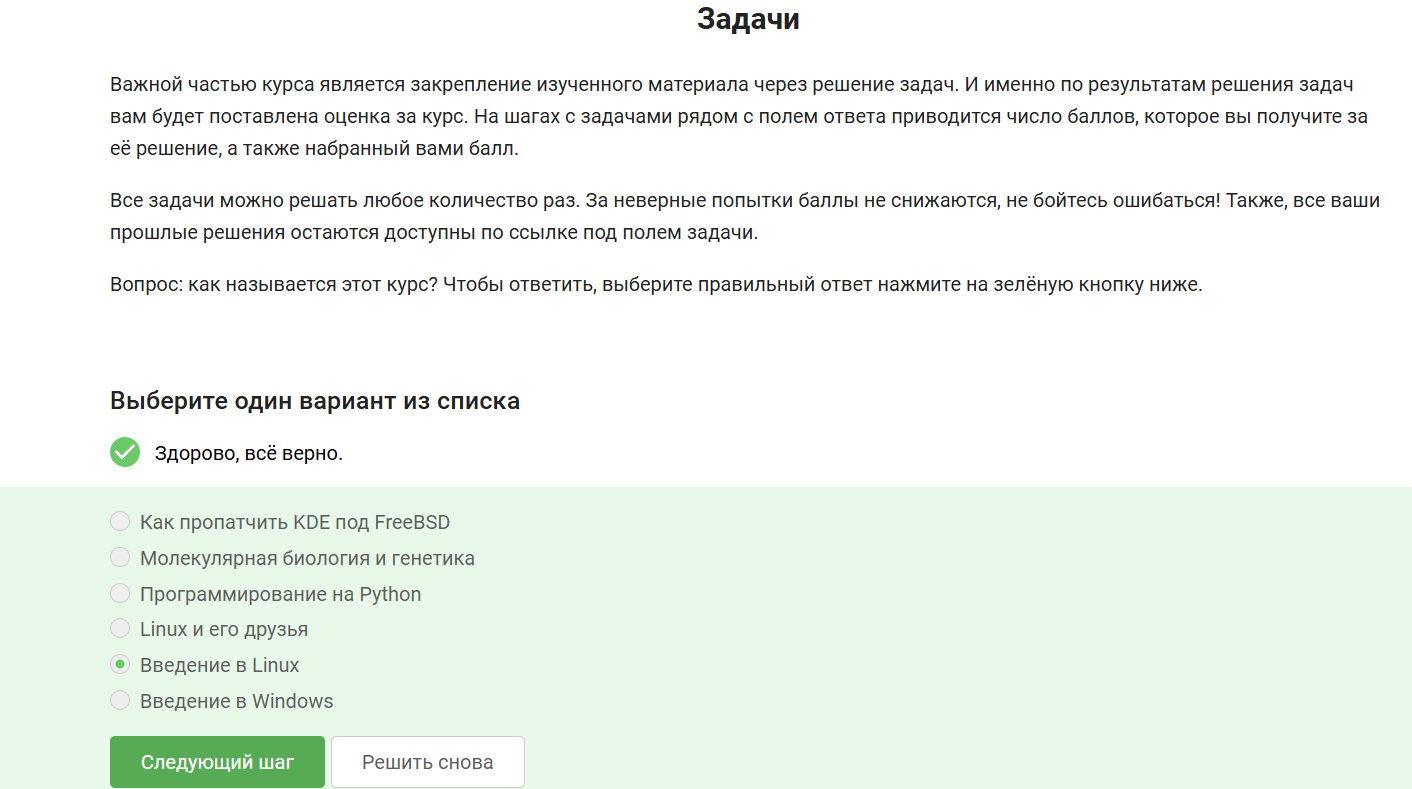 Задачи
Важной частью курса является закрепление изученного материала через решение задач. И именно по результатам решения задач
вам будет поставлена оценка за курс. На шагах с задачами рядом с полем ответа приводится число баллов, которое вы получите за
её решение, а также набранный вами балл.
Все задачи можно решать любое количество раз. За неверные попытки баллы не снижаются, не бойтесь ошибаться! Также, все ваши
прошлые решения остаются доступны по ссылке под полем задачи.
Вопрос: как называется этот курс? Чтобы ответить, выберите правильный ответ нажмите на зелёную кнопку ниже.
Выберите один вариант из списка
Здорово, всё верно.
Как пропатчить KDE под FreeBSD
Молекулярная биология и генетика
Программирование на Python
Linux и его друзья
Введение в Linux
Введение в Windows
Следующий шаг Решить снова